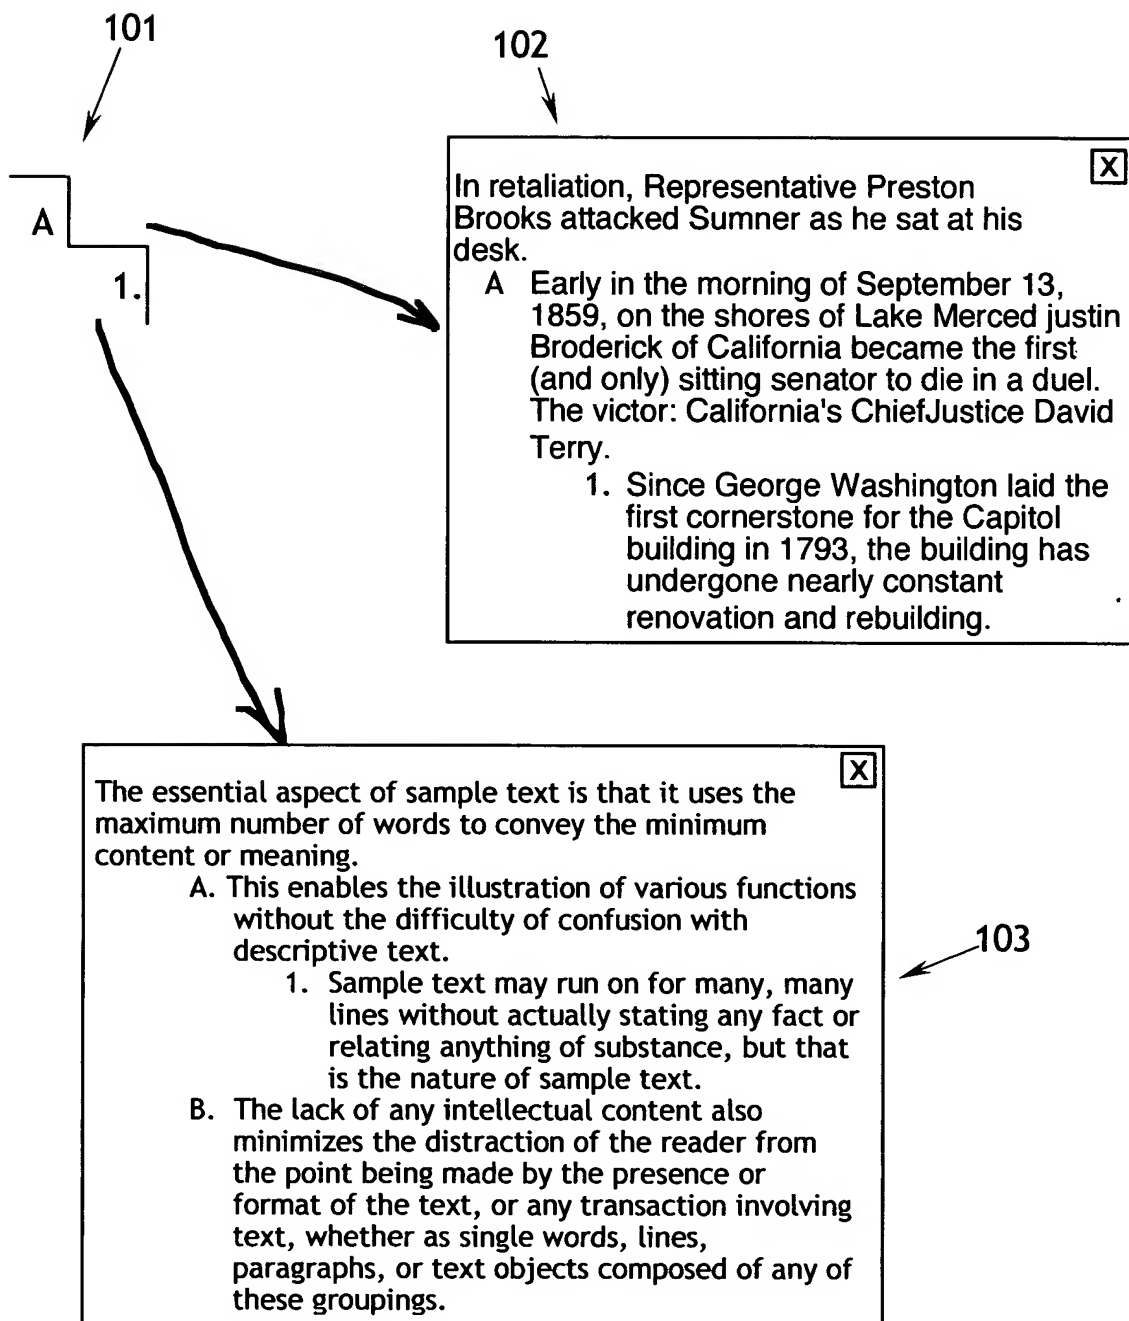 101
102
A
1.
X
In retaliation, Representative Preston
Brooks attacked Sumner as he sat at his
desk.
A Early in the morning of September 13,
1859, on the shores of Lake Merced justin
Broderick of California became the first
(and only) sitting senator to die in a duel.
The victor: California's ChiefJustice David
Terry.
1. Since George Washington laid the
first cornerstone for the Capitol
building in 1793, the building has
undergone nearly constant
renovation and rebuilding.
X
The essential aspect of sample text is that it uses the
maximum number of words to convey the minimum
content or meaning.
A. This enables the illustration of various functions
without the difficulty of confusion with
descriptive text.
1. Sample text may run on for many, many
lines without actually stating any fact or
relating anything of substance, but that
is the nature of sample text.
B. The lack of any intellectual content also
minimizes the distraction of the reader from
the point being made by the presence or
format of the text, or any transaction involving
text, whether as single words, lines,
paragraphs, or text objects composed of any of
these groupings.
103